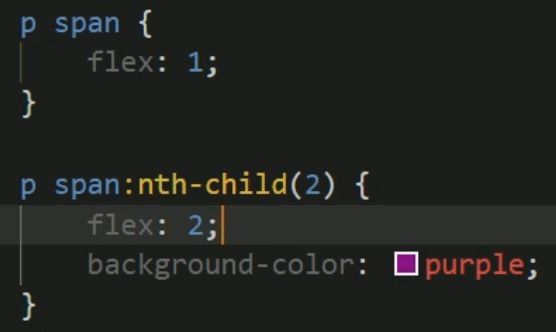 p span {
    flex: 1;
}
p span:nth-child(2) {
    flex: 2;
    background-color: purple;
}